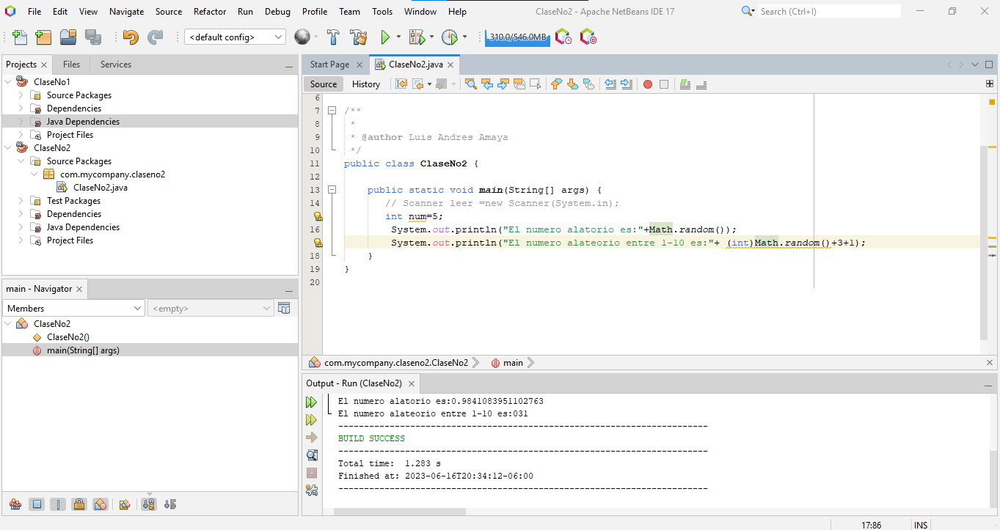 File Edit View Navigate Source Refactor Run Debug Profile Team Tools Window Help
ClaseNo2 - Apache NetBeans IDE 17
Search (Ctrl+I)
<default config>
310.0/546.0MB
Projects
Files
Services
ClaseNo1
Source Packages
Dependencies
Java Dependencies
Project Files
ClaseNo2
Source Packages
com.mycompany.claseno2
ClaseNo2.java
Test Packages
Dependencies
Java Dependencies
Project Files
main - Navigator
Members
<empty>
ClaseNo2
ClaseNo2()
main(String[] args)
Start Page
ClaseNo2.java
Source
History
6
7 /**
8 *
9 * @author Luis Andres Amaya
10 */
11 public class ClaseNo2 {
12
13 public static void main(String[] args) {
14 // Scanner leer =new Scanner(System.in);
int num=5;
16 System.out.println("El numero alatorio es:"+Math.random());
System.out.println("El numero alateorio entre 1-10 es:"+ (int)Math.random()+3+1);
18 }
19 }
20
com.mycompany.claseno2.ClaseNo2
main
Output - Run (ClaseNo2)
El numero alatorio es:0.9841083951102763
El numero alateorio entre 1-10 es:031
------------------------------------------------------------------------
BUILD SUCCESS
------------------------------------------------------------------------
Total time: 1.283 s
Finished at: 2023-06-16T20:34:12-06:00
------------------------------------------------------------------------
17:86
INS